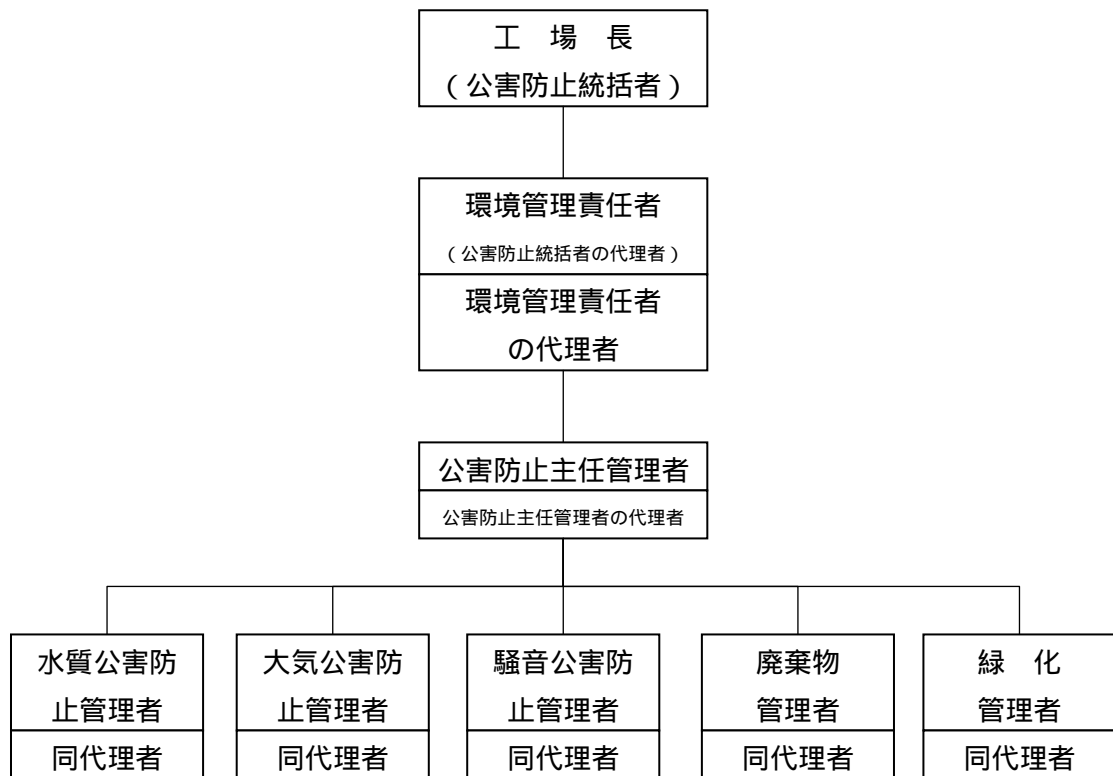 工　場　長
（公害防止統括者）
環境管理責任者
（公害防止統括者の代理者）
環境管理責任者
の代理者
公害防止主任管理者
公害防止主任管理者の代理者
水質公害防
止管理者
同代理者
大気公害防
止管理者
同代理者
騒音公害防
止管理者
同代理者
廃棄物
管理者
同代理者
緑　化
管理者
同代理者